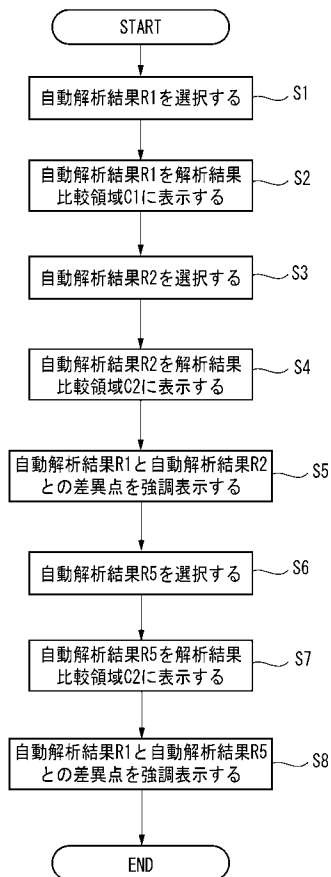 START
自動解析結果R1を選択する
S1
自動解析結果R1を解析結果
比較領域C1に表示する
S2
自動解析結果R2を選択する
S3
自動解析結果R2を解析結果
比較領域C2に表示する
S4
自動解析結果R1と自動解析結果R2
との差異点を強調表示する
S5
自動解析結果R5を選択する
S6
自動解析結果R5を解析結果
比較領域C2に表示する
S7
自動解析結果R1と自動解析結果R5
との差異点を強調表示する
S8
END